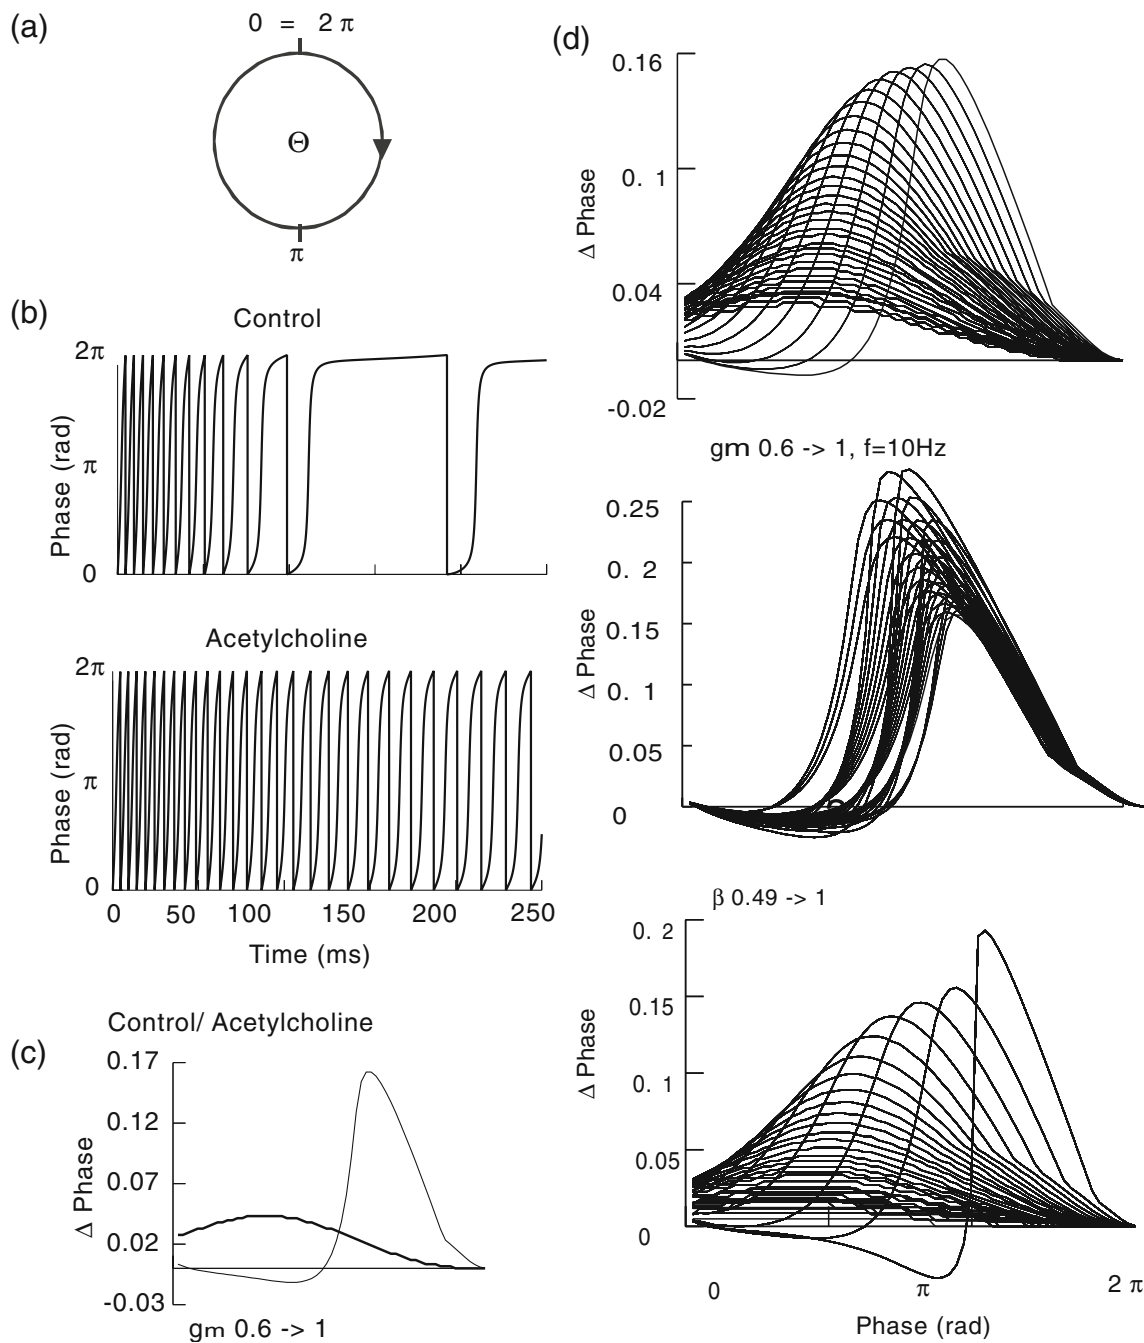 (a)
0 = 2 π
Θ
π
(b)
Control
2π
π
0
Phase (rad)
Acetylcholine
2π
π
0
Phase (rad)
0 50 100 150 200 250
Time (ms)
Control/ Acetylcholine
(c)
0.17
0.12
0.07
0.02
-0.03
Δ Phase
gm 0.6 -> 1
(d)
0.16
0. 1
0.04
-0.02
Δ Phase
gm 0.6 -> 1, f=10Hz
0.25
0. 2
0.15
0. 1
0.05
0
Δ Phase
β 0.49 -> 1
0. 2
0.15
0. 1
0.05
0
Δ Phase
0 π 2 π
Phase (rad)